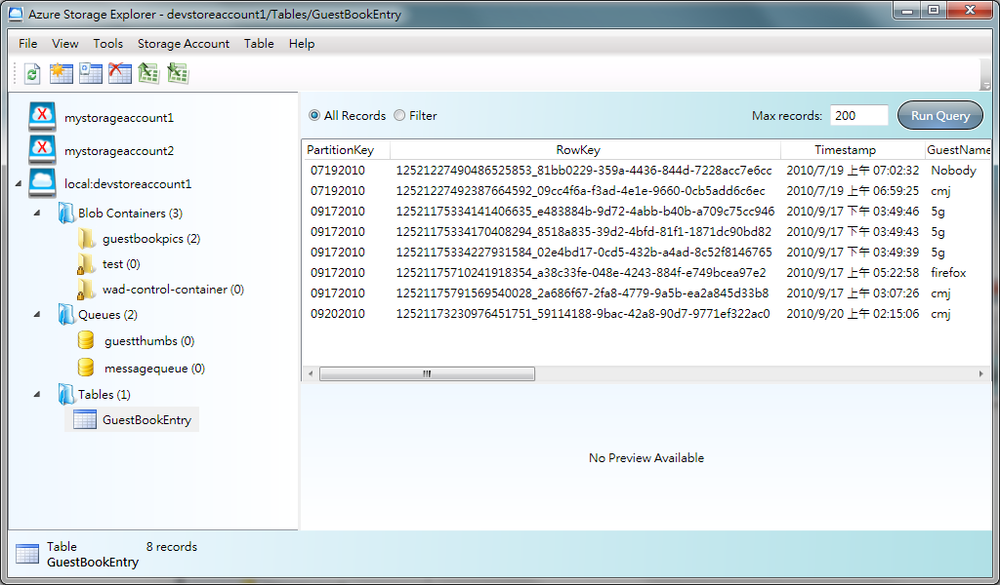 Azure Storage Explorer - devstoreaccount1/Tables/GuestBookEntry
File View Tools Storage Account Table Help
mystorageaccount1
mystorageaccount2
local:devstoreaccount1
Blob Containers (3)
guestbookpics (2)
test (0)
wad-control-container (0)
Queues (2)
guestthumbs (0)
messagequeue (0)
Tables (1)
GuestBookEntry
All Records Filter Max records: 200 Run Query
PartitionKey RowKey Timestamp GuestName
07192010 12521227490486525853_81bb0229-359a-4436-844d-7228acc7e6cc 2010/7/19 上午 07:02:32 Nobody
07192010 12521227492387664592_09cc4f6a-f3ad-4e1e-9660-0cb5add6c6ec 2010/7/19 上午 06:59:25 cmj
09172010 12521175334141406635_e483884b-9d72-4abb-b40b-a709c75cc946 2010/9/17 下午 03:49:46 5g
09172010 12521175334170408294_8518a835-39d2-4bfd-81f1-1871dc90bd82 2010/9/17 下午 03:49:43 5g
09172010 12521175334227931584_02e4bd17-0cd5-432b-a4ad-8c52f8146765 2010/9/17 下午 03:49:39 5g
09172010 12521175710241918354_a38c33fe-048e-4243-884f-e749bcea97e2 2010/9/17 上午 05:22:58 firefox
09172010 12521175791569540028_2a686f67-2fa8-4779-9a5b-ea2a845d33b8 2010/9/17 上午 03:07:26 cmj
09202010 12521173230976451751_59114188-9bac-42a8-90d7-9771ef322ac0 2010/9/20 上午 02:15:06 cmj
No Preview Available
Table 8 records
GuestBookEntry